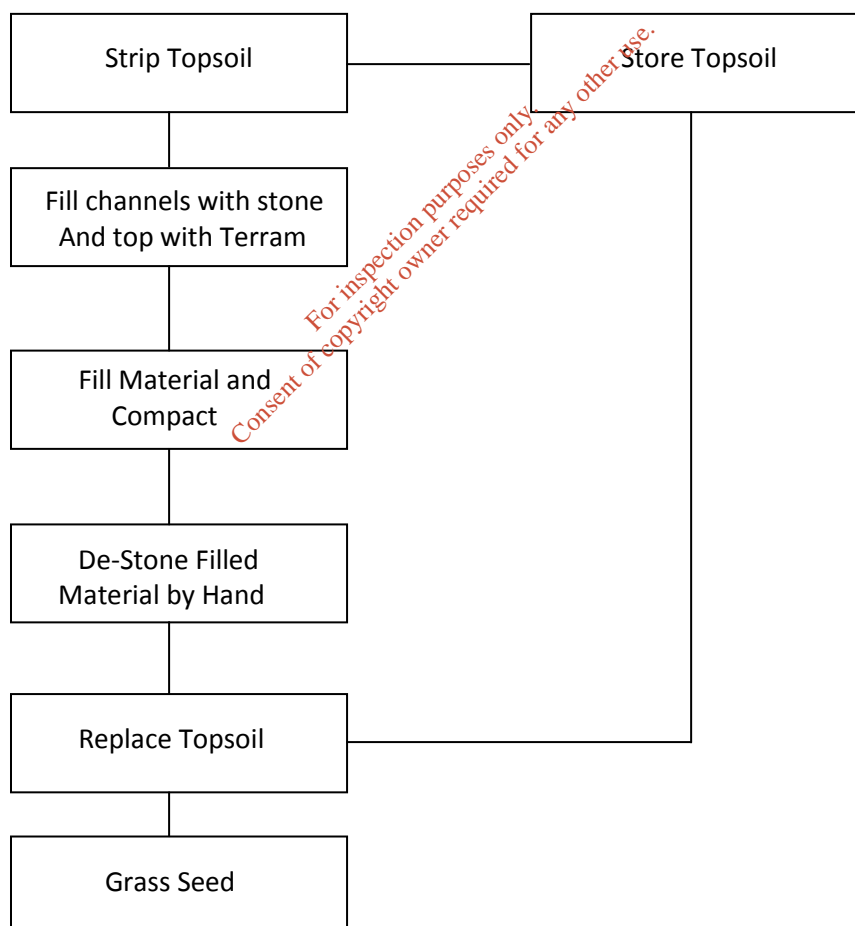 Strip Topsoil
Store Topsoil
Fill channels with stone
And top with Terram
Fill Material and
Compact
De-Stone Filled
Material by Hand
Replace Topsoil
Grass Seed
For inspection purposes only.
Consent of copyright owner required for any other use.